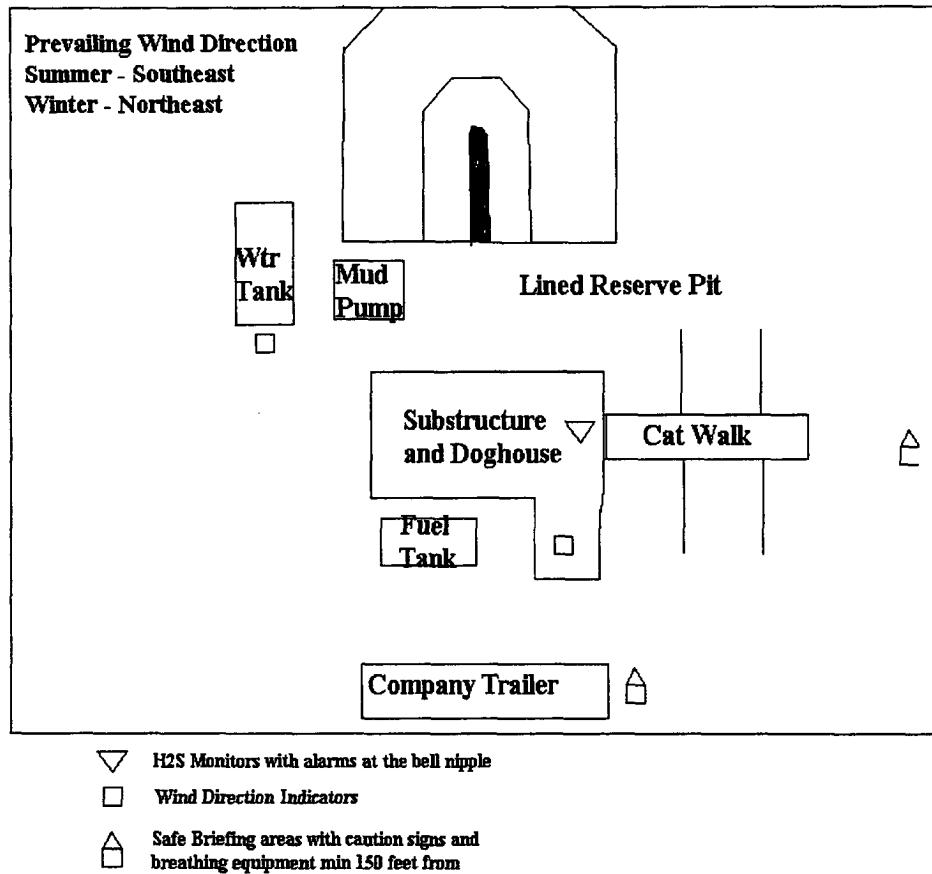 Prevailing Wind Direction
Summer - Southeast
Winter - Northeast
Wtr
Tank
Mud
Pump
Lined Reserve Pit
Substructure
and Doghouse
Cat Walk
Fuel
Tank
Company Trailer
H2S Monitors with alarms at the bell nipple
Wind Direction Indicators
Safe Briefing areas with caution signs and
breathing equipment min 150 feet from